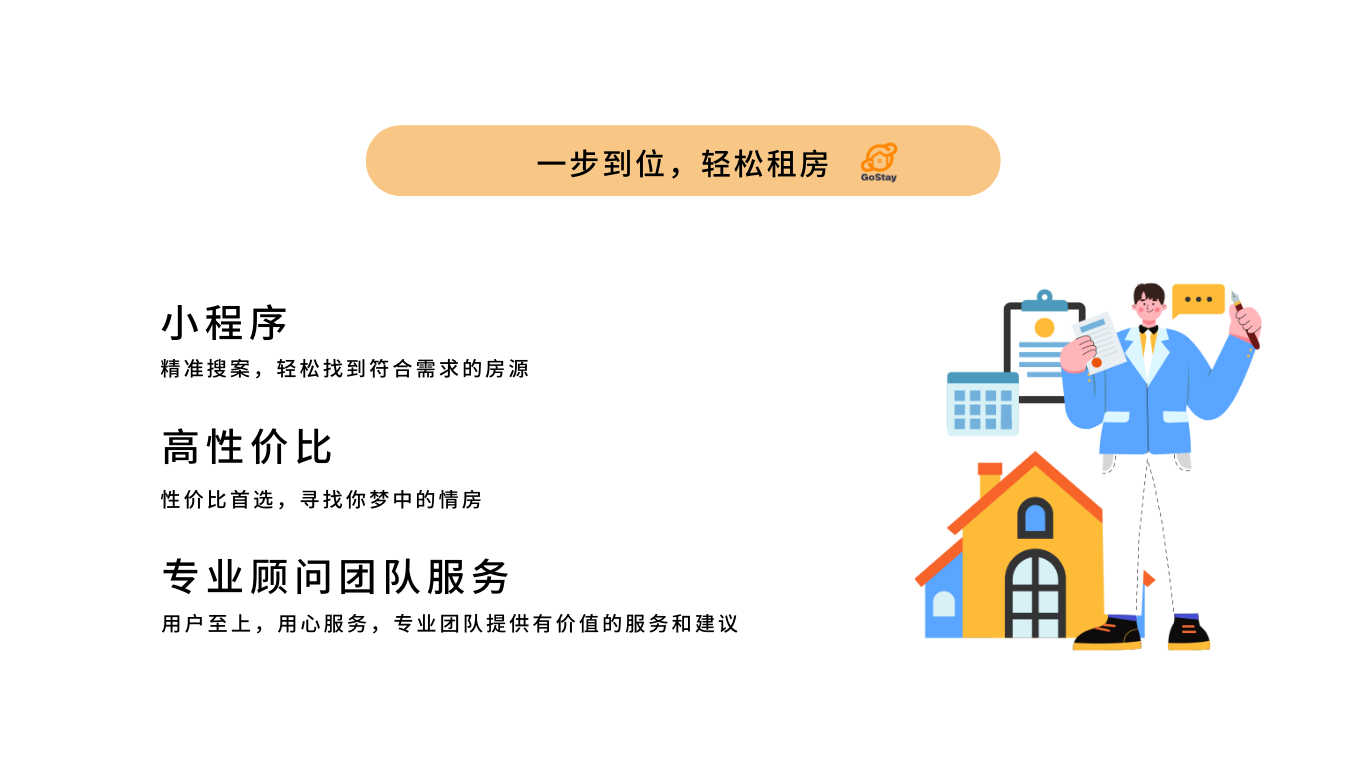 一步到位，轻松租房
GoStay
小程序
精准搜案，轻松找到符合需求的房源
高性价比
性价比首选，寻找你梦中的情房
专业顾问团队服务
用户至上，用心服务，专业团队提供有价值的服务和建议